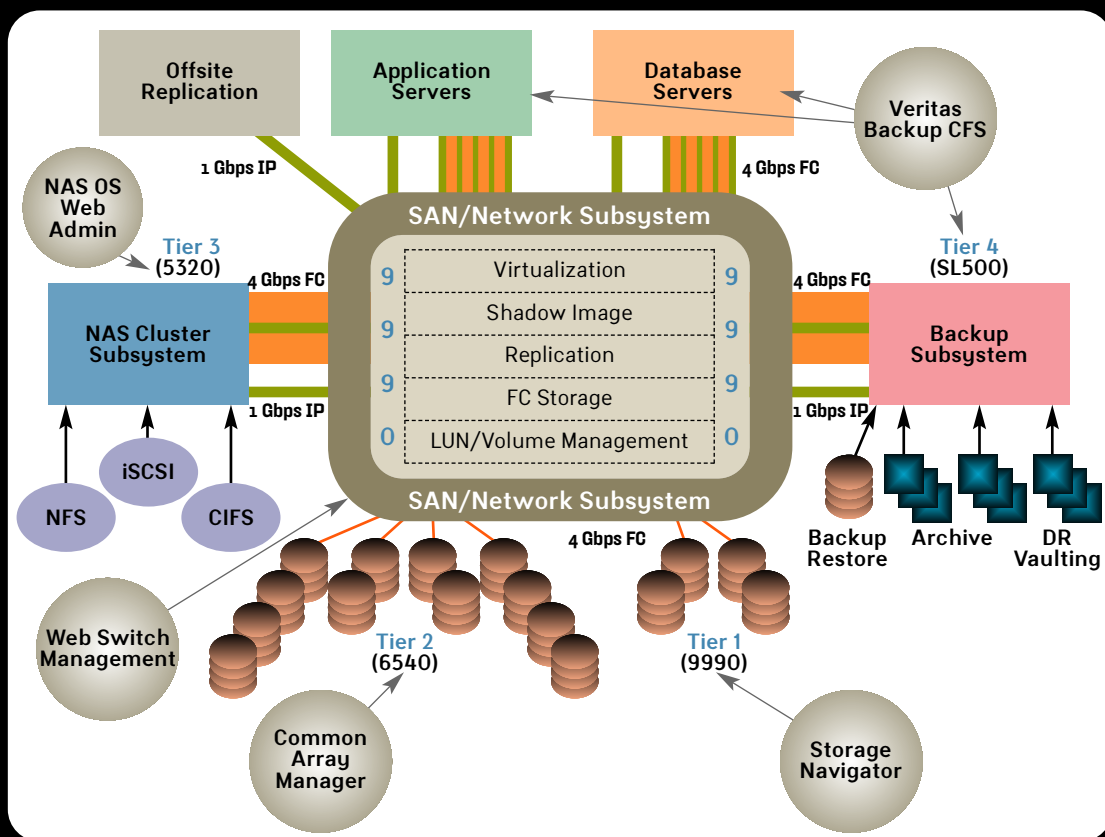 Offsite
Replication
Application
Servers
Database
Servers
Veritas
Backup CFS
1 Gbps IP
4 Gbps FC
NAS OS
Web
Admin
SAN/Network Subsystem
Tier 3
(5320)
Tier 4
(SL500)
4 Gbps FC
9
Virtualization
9
4 Gbps FC
NAS Cluster
Subsystem
Shadow Image
9
9
Backup
Subsystem
Replication
9
9
FC Storage
1 Gbps IP
1 Gbps IP
0
LUN/Volume Management
0
NFS
iSCSI
CIFS
SAN/Network Subsystem
4 Gbps FC
Backup
Restore
Archive
DR
Vaulting
Web Switch
Management
Tier 2
(6540)
Tier 1
(9990)
Common
Array
Manager
Storage
Navigator